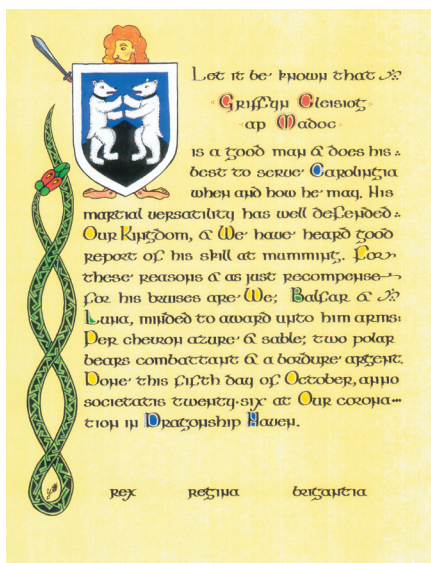 Let it be known that
Griffyn Gleisiog
ap Madoc
is a good man & does his
best to serve Carolingia
when and how he may. His
martial versatility has well defended
Our Kingdom, & We have heard good
report of his skill at mumming. For
these reasons & as just recompense
for his bruises are We, Balfar &
Luna, minded to award unto him arms:
Per chevron azure & sable; two polar
bears combattant & a bordure argent.
Done this fifth day of October, anno
societatis twenty-six at Our corona-
tion in Dragonship Haven.
rex regina brigantia